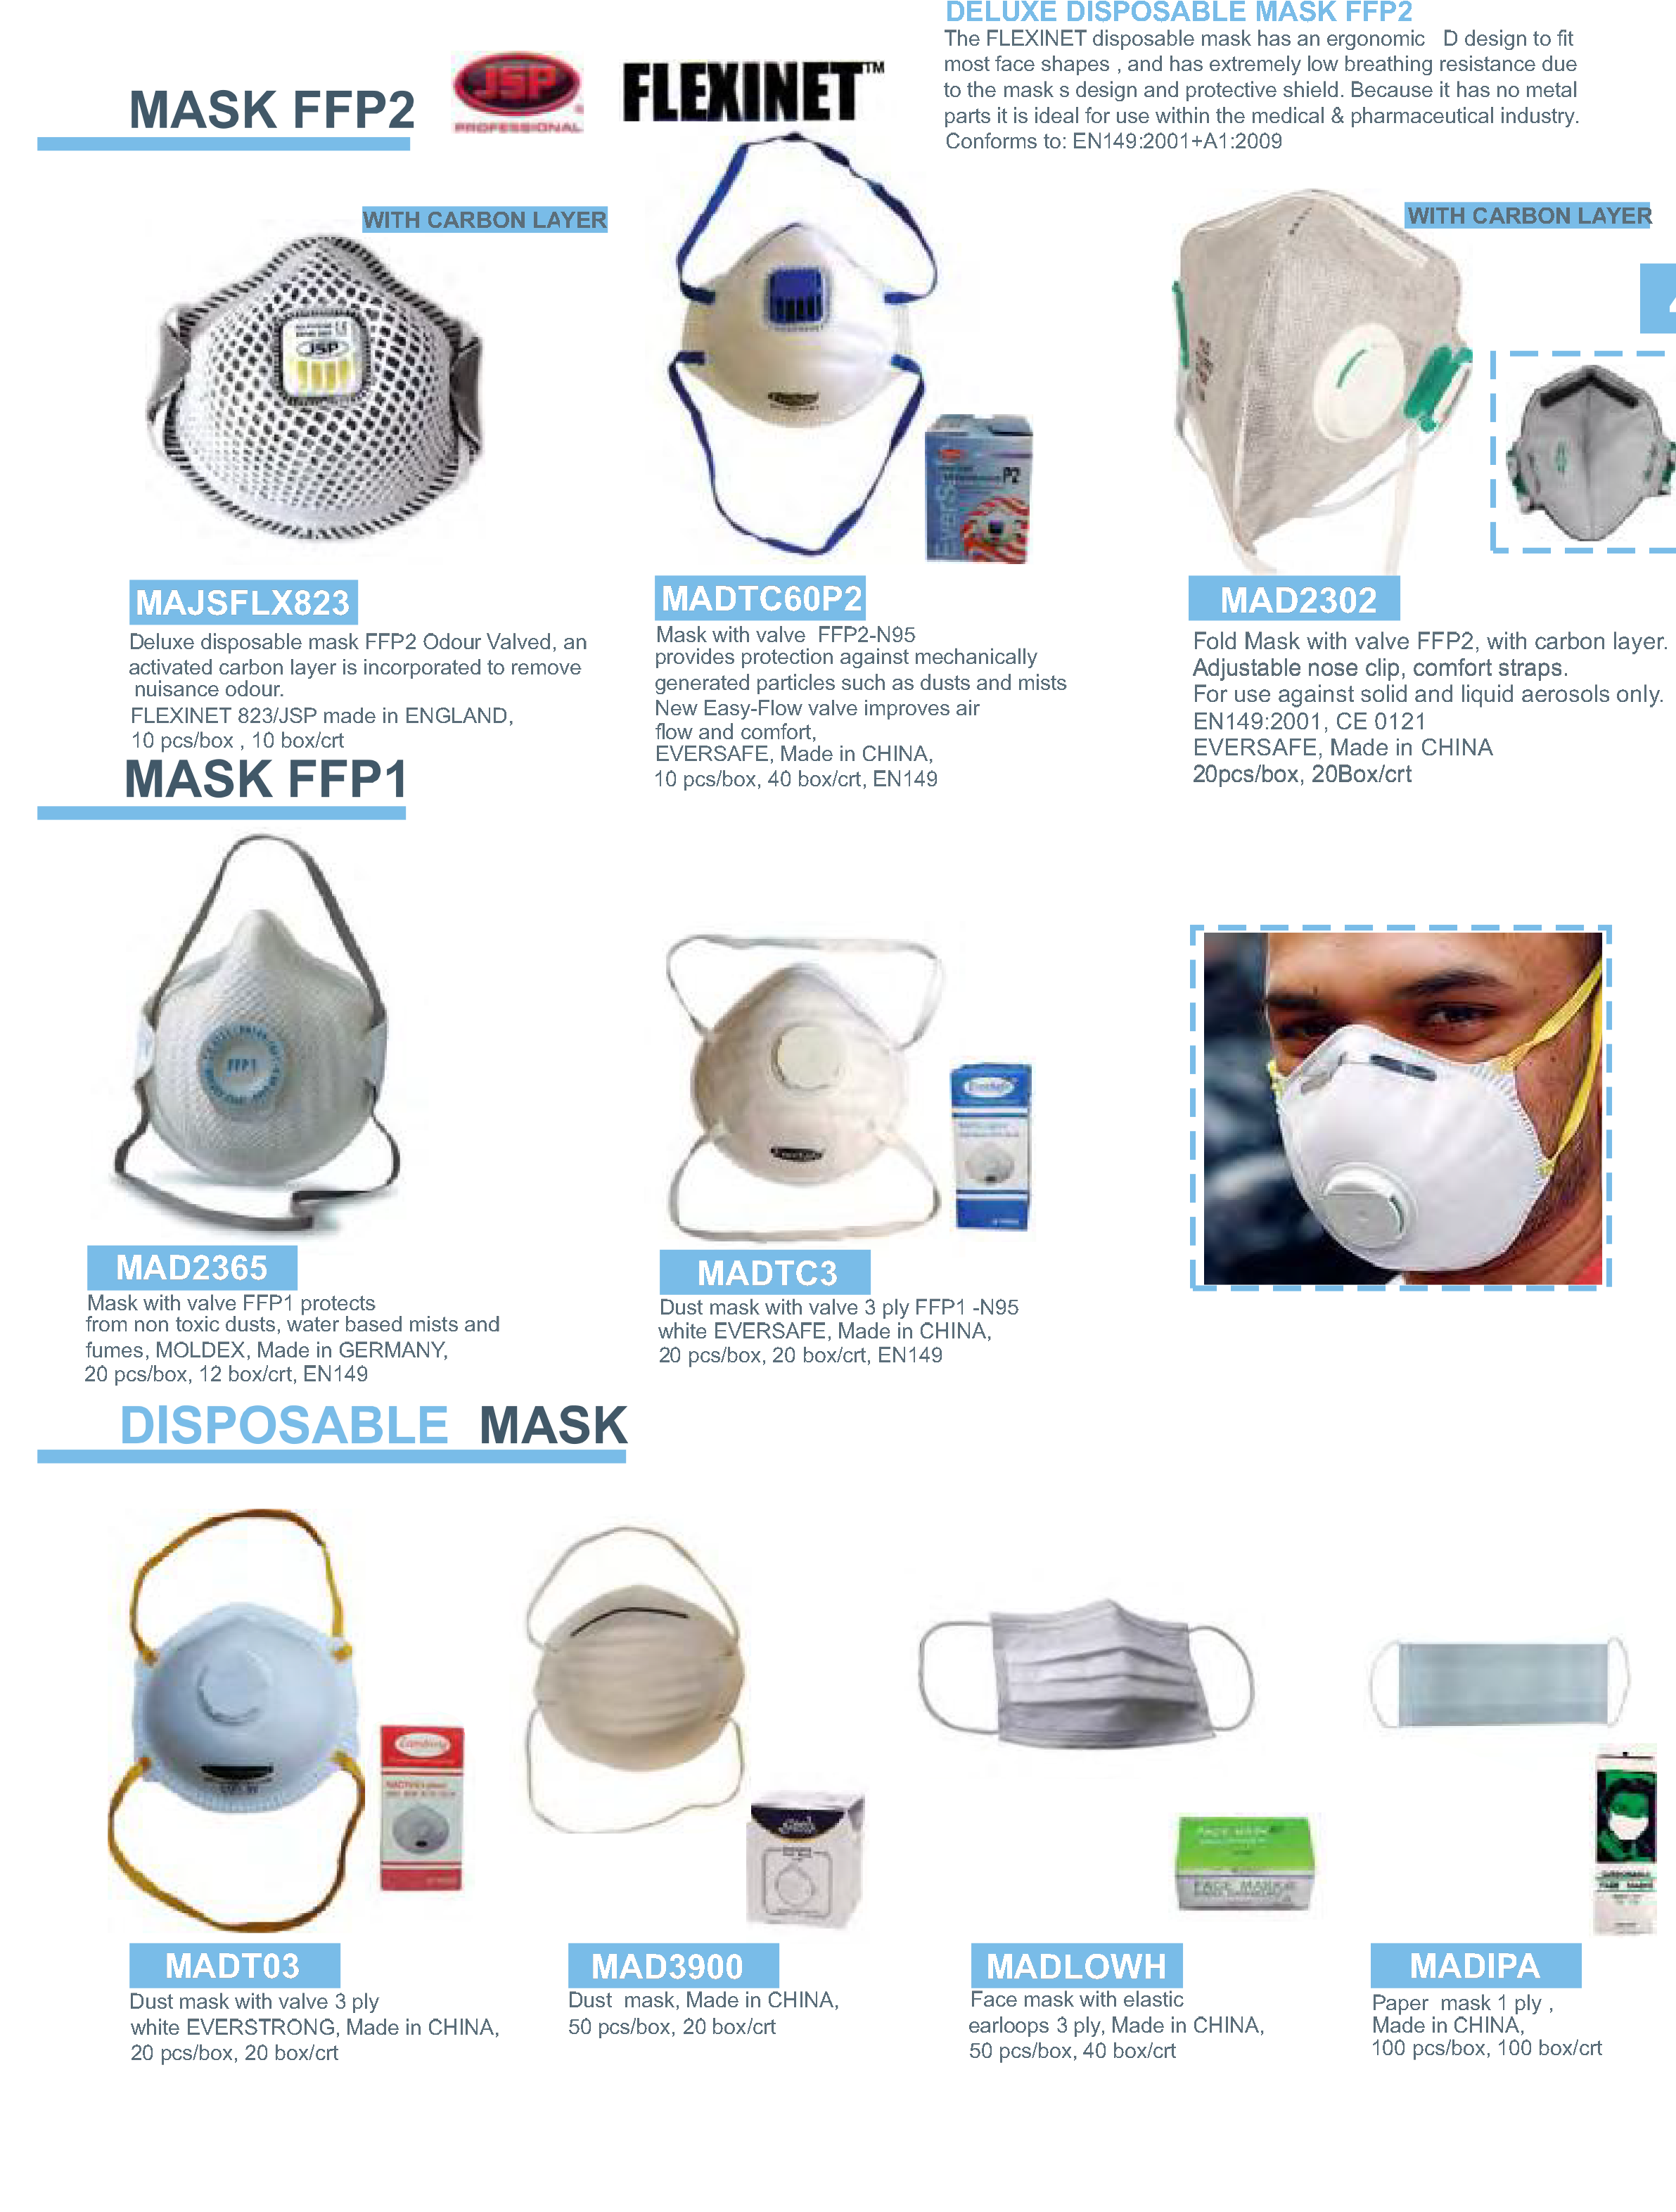 DELUXE DISPOSABLE MASK FFP2
The FLEXINET disposable mask has an ergonomic D design to fit
most face shapes , and has extremely low breathing resistance due
to the mask s design and protective shield. Because it has no metal
parts it is ideal for use within the medical & pharmaceutical industry.
Conforms to: EN149:2001+A1:2009
MASK FFP2
JSP
PROFESSIONAL
FLEXINET™
WITH CARBON LAYER
WITH CARBON LAYER
JSP
P2
MAJSFLX823
Deluxe disposable mask FFP2 Odour Valved, an
activated carbon layer is incorporated to remove
nuisance odour.
FLEXINET 823/JSP made in ENGLAND,
10 pcs/box , 10 box/crt
MADTC60P2
Mask with valve FFP2-N95
provides protection against mechanically
generated particles such as dusts and mists
New Easy-Flow valve improves air
flow and comfort,
EVERSAFE, Made in CHINA,
10 pcs/box, 40 box/crt, EN149
MAD2302
Fold Mask with valve FFP2, with carbon layer.
Adjustable nose clip, comfort straps.
For use against solid and liquid aerosols only.
EN149:2001, CE 0121
EVERSAFE, Made in CHINA
20pcs/box, 20Box/crt
MASK FFP1
FFP1
MAD2365
Mask with valve FFP1 protects
from non toxic dusts, water based mists and
fumes, MOLDEX, Made in GERMANY,
20 pcs/box, 12 box/crt, EN149
MADTC3
Dust mask with valve 3 ply FFP1 -N95
white EVERSAFE, Made in CHINA,
20 pcs/box, 20 box/crt, EN149
DISPOSABLE MASK
FACE MASK
FACE MASKS
MADT03
Dust mask with valve 3 ply
white EVERSTRONG, Made in CHINA,
20 pcs/box, 20 box/crt
MAD3900
Dust mask, Made in CHINA,
50 pcs/box, 20 box/crt
MADLOWH
Face mask with elastic
earloops 3 ply, Made in CHINA,
50 pcs/box, 40 box/crt
MADIPA
Paper mask 1 ply ,
Made in CHINA,
100 pcs/box, 100 box/crt